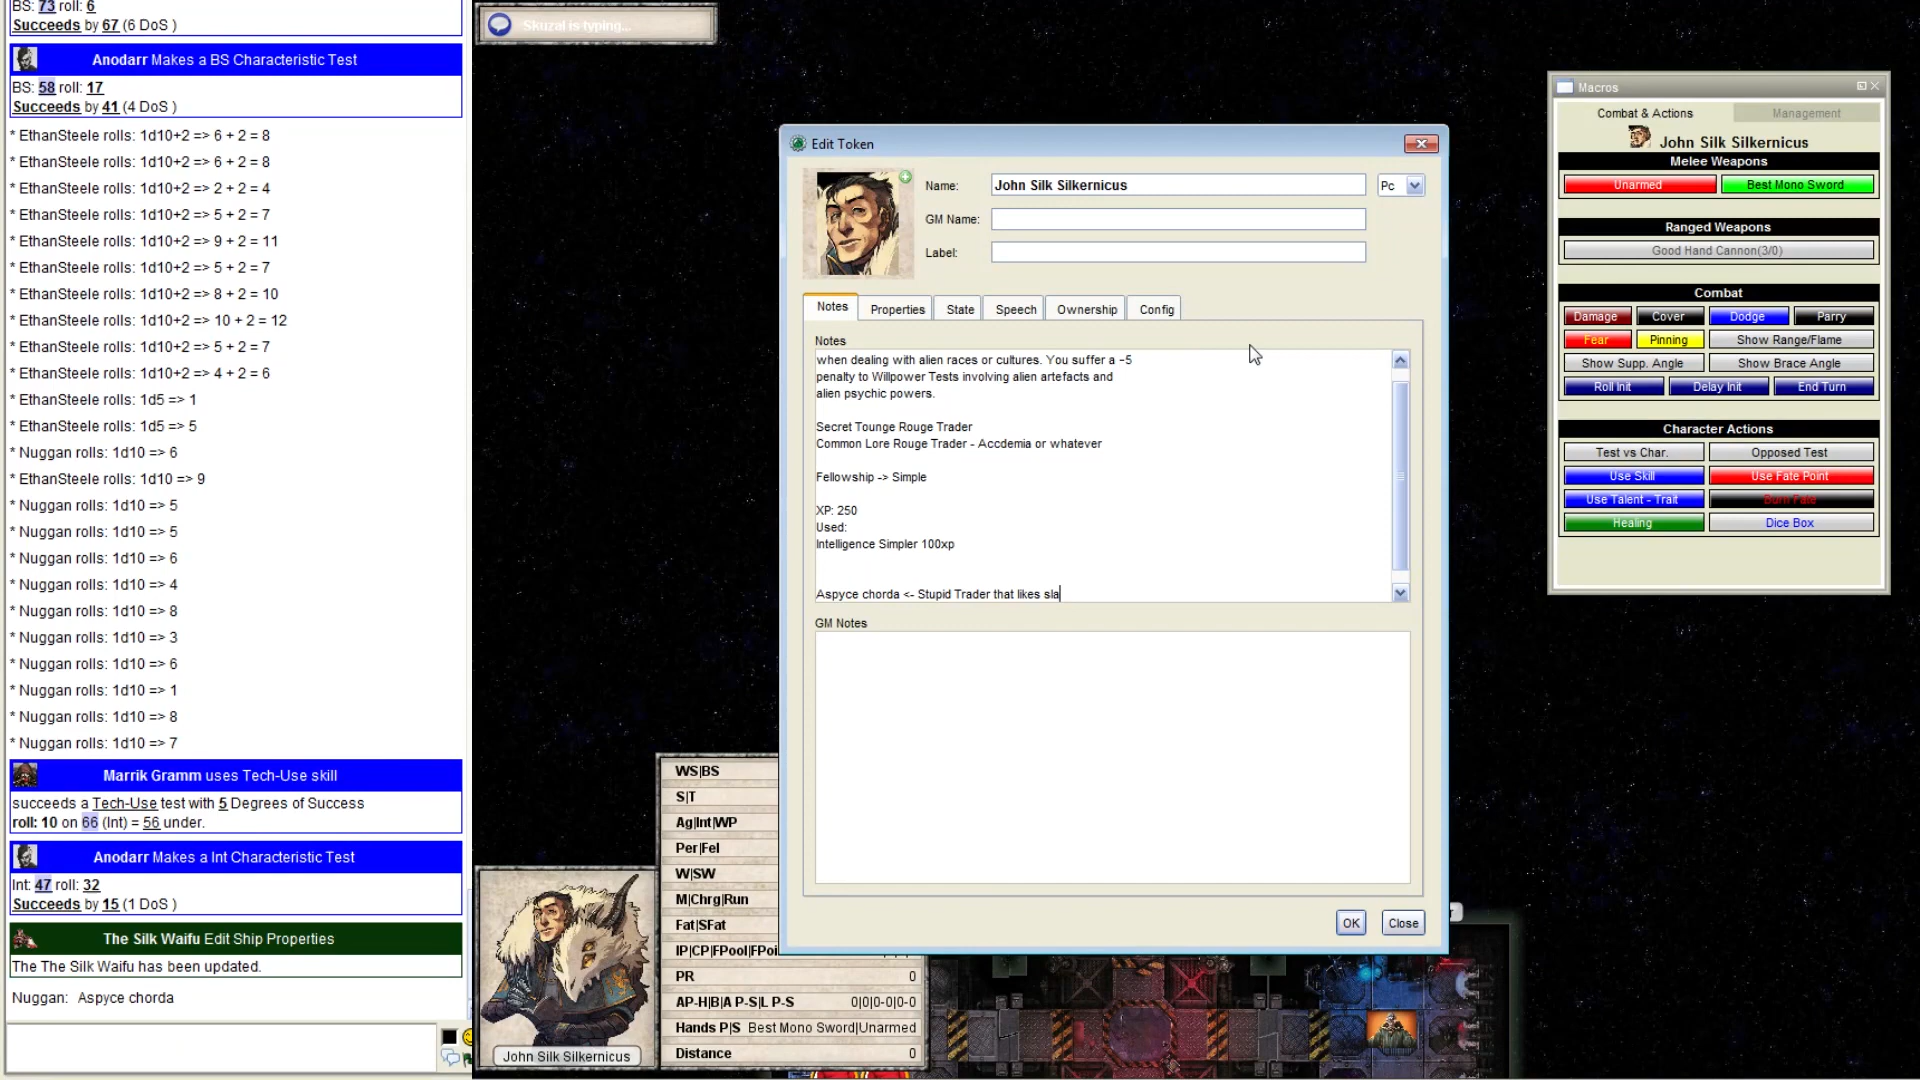 BS: 73 roll: 6
Succeeds by 67 (6 DoS )
Anodarr Makes a BS Characteristic Test
BS: 58 roll: 17
Succeeds by 41 (4 DoS )
* EthanSteele rolls: 1d10+2 => 6 + 2 = 8
* EthanSteele rolls: 1d10+2 => 6 + 2 = 8
* EthanSteele rolls: 1d10+2 => 2 + 2 = 4
* EthanSteele rolls: 1d10+2 => 5 + 2 = 7
* EthanSteele rolls: 1d10+2 => 9 + 2 = 11
* EthanSteele rolls: 1d10+2 => 5 + 2 = 7
* EthanSteele rolls: 1d10+2 => 8 + 2 = 10
* EthanSteele rolls: 1d10+2 => 10 + 2 = 12
* EthanSteele rolls: 1d10+2 => 5 + 2 = 7
* EthanSteele rolls: 1d10+2 => 4 + 2 = 6
* EthanSteele rolls: 1d5 => 1
* EthanSteele rolls: 1d5 => 5
* Nuggan rolls: 1d10 => 6
* EthanSteele rolls: 1d10 => 9
* Nuggan rolls: 1d10 => 5
* Nuggan rolls: 1d10 => 5
* Nuggan rolls: 1d10 => 6
* Nuggan rolls: 1d10 => 4
* Nuggan rolls: 1d10 => 8
* Nuggan rolls: 1d10 => 3
* Nuggan rolls: 1d10 => 6
* Nuggan rolls: 1d10 => 1
* Nuggan rolls: 1d10 => 8
* Nuggan rolls: 1d10 => 7
Marrik Gramm uses Tech-Use skill
succeeds a Tech-Use test with 5 Degrees of Success
roll: 10 on 66 (Int) = 56 under.
Anodarr Makes a Int Characteristic Test
Int: 47 roll: 32
Succeeds by 15 (1 DoS )
The Silk Waifu Edit Ship Properties
The The Silk Waifu has been updated.
Nuggan: Aspyce chorda
Skuzal is typing...
Edit Token
Name: John Silk Silkernicus Pc
GM Name:
Label:
Notes Properties State Speech Ownership Config
Notes
when dealing with alien races or cultures. You suffer a -5
penalty to Willpower Tests involving alien artefacts and
alien psychic powers.
Secret Tounge Rouge Trader
Common Lore Rouge Trader - Accdemia or whatever
Fellowship -> Simple
XP: 250
Used:
Intelligence Simpler 100xp
Aspyce chorda <- Stupid Trader that likes sla
GM Notes
OK Close
WS|BS
S|T
Ag|Int|WP
Per|Fel
W|SW
M|Chrg|Run
Fat|SFat
IP|CP|FPool|FPoi
PR 0
AP-H|B|A P-S|L P-S 0|0|0-0|0-0
Hands P|S Best Mono Sword|Unarmed
Distance 0
John Silk Silkernicus
Macros
Combat & Actions Management
John Silk Silkernicus
Melee Weapons
Unarmed Best Mono Sword
Ranged Weapons
Good Hand Cannon(3/0)
Combat
Damage Cover Dodge Parry
Fear Pinning Show Range/Flame
Show Supp. Angle Show Brace Angle
Roll Init Delay Init End Turn
Character Actions
Test vs Char. Opposed Test
Use Skill Use Fate Point
Use Talent - Trait Burn Fate
Healing Dice Box